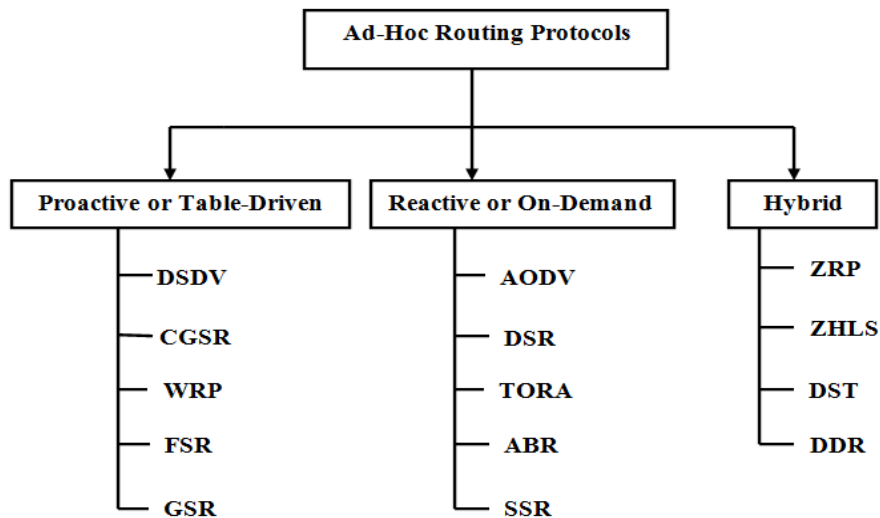 Ad-Hoc Routing Protocols
Proactive or Table-Driven
DSDV
CGSR
WRP
FSR
GSR
Reactive or On-Demand
AODV
DSR
TORA
ABR
SSR
Hybrid
ZRP
ZHLS
DST
DDR